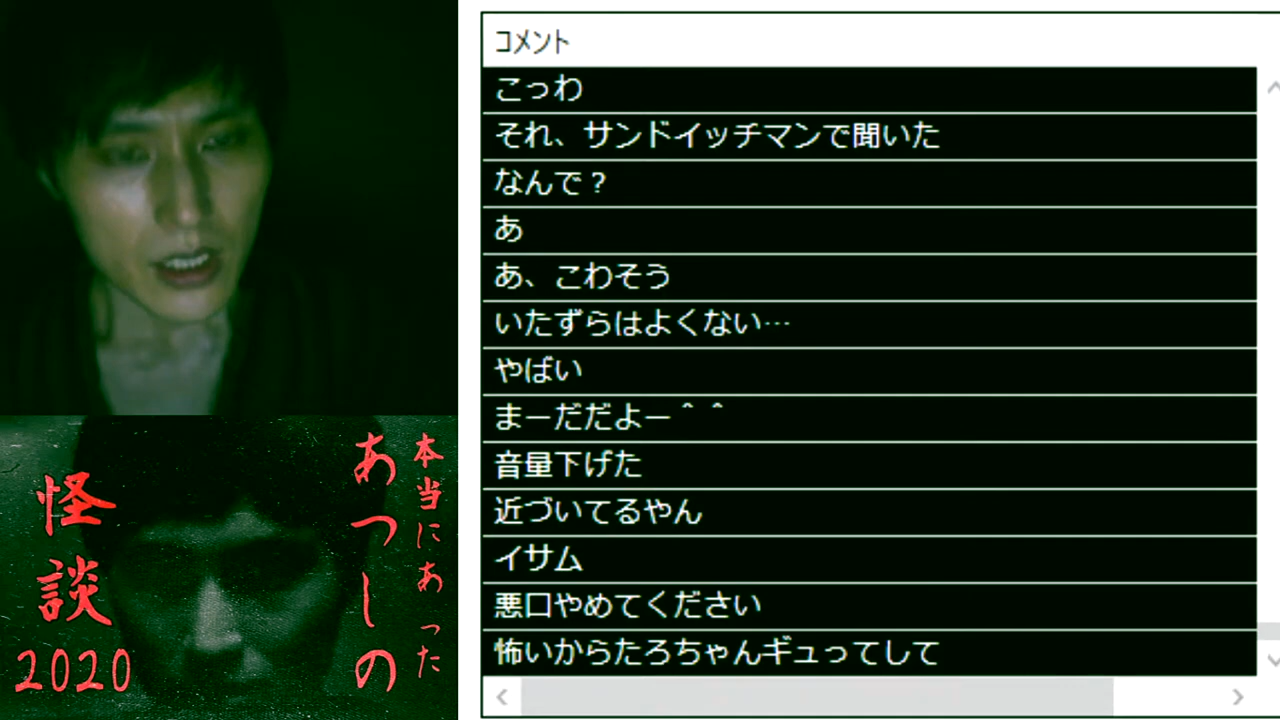 本当にあった
あつしの
怪談
2020
コメント
こっわ
それ、サンドイッチマンで聞いた
なんで？
あ
あ、こわそう
いたずらはよくない…
やばい
まーだだよー＾＾
音量下げた
近づいてるやん
イサム
悪口やめてください
怖いからたろちゃんギュってして